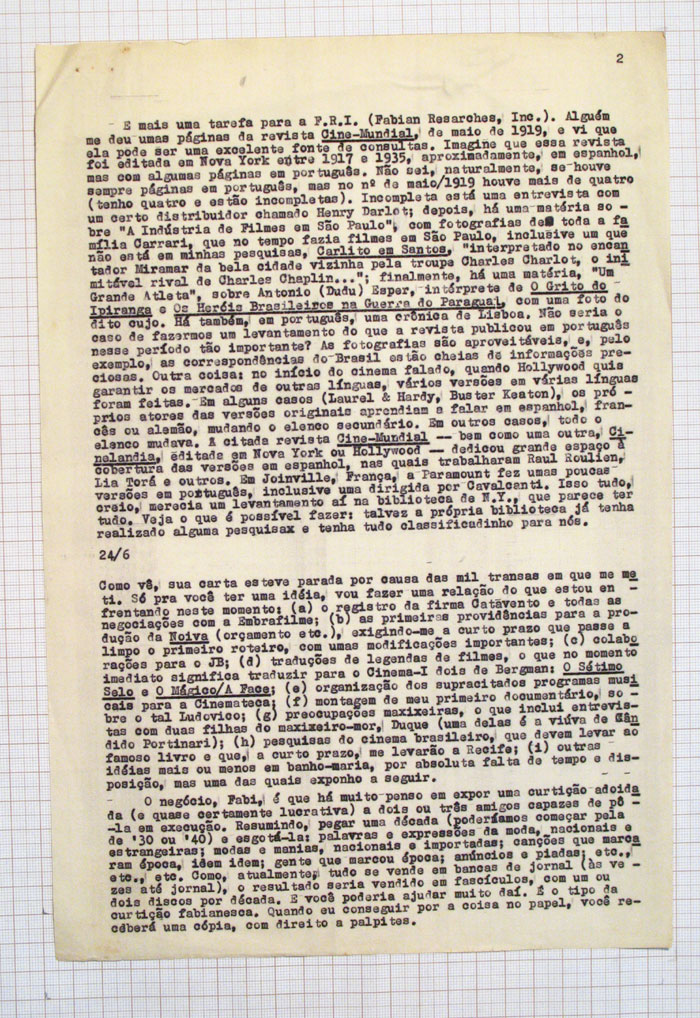 2
- E mais uma tarefa para a F.R.I. (Fabian Resarches, Inc.). Alguém
me deu umas páginas da revista Cine-Mundial, de maio de 1919, e vi que
ela pode ser uma excelente fonte de consultas. Imagine que essa revista
foi editada em Nova York entre 1917 e 1935, aproximadamente, em espanhol,
mas com algumas páginas em português. Não sei, naturalmente, se houve
sempre páginas em português, mas no nº de maio/1919 houve mais de quatro
(tenho quatro e estão incompletas). Incompleta está uma entrevista com
um certo distribuidor chamado Henry Darlot; depois, há uma matéria so -
bre "A Indústria de Filmes em São Paulo", com fotografias de toda a fa
mília Carrari, que no tempo fazia filmes em São Paulo, inclusive um que
não está em minhas pesquisas, Carlito em Santos, "interpretado no encan
tador Miramar da bela cidade vizinha pela troupe Charles Charlot, o ini
mitável rival de Charles Chaplin..."; finalmente, há uma matéria, "Um
Grande Atleta", sobre Antonio (Dudu) Esper, intérprete de O Grito do
Ipiranga e Os Heróis Brasileiros na Guerra do Paraguai, com uma foto do
dito cujo. Há também, em português, uma crônica de Lisboa. Não seria o
caso de fazermos um levantamento do que a revista publicou em português
nesse período tão importante? As fotografias são aproveitáveis, e, pelo
exemplo, as correspondências do Brasil estão cheias de informações pre-
ciosas. Outra coisa: no início do cinema falado, quando Hollywood quis
garantir os mercados de outras línguas, vários versões em várias línguas
foram feitas. Em alguns casos (Laurel & Hardy, Buster Keaton), os pró -
prios atores das versões originais aprendiam a falar em espanhol, fran-
cês ou alemão, mudando o elenco secundário. Em outros casos, todo o
elenco mudava. A citada revista Cine-Mundial -- bem como uma outra, Ci-
nelandia, editada em Nova York ou Hollywood -- dedicou grande espaço à
cobertura das versões em espanhol, nas quais trabalharam Raul Roulien,
Lia Torá e outros. Em Joinville, França, a Paramount fez umas poucas
versões em português, inclusive uma dirigida por Cavalcanti. Isso tudo,
creio, merecia um levantamento aí na biblioteca de N.Y., que parece ter
tudo. Veja o que é possível fazer: talvez a própria biblioteca já tenha
realizado alguma pesquisax e tenha tudo classificadinho para nós.
24/6
Como vê, sua carta esteve parada por causa das mil transas em que me me
ti. Só pra você ter uma idéia, vou fazer uma relação do que estou en -
frentando neste momento: (a) o registro da firma Catavento e todas as
negociações com a Embrafilme; (b) as primeiras providências para a pro-
dução da Noiva (orçamento etc.), exigindo-me a curto prazo que passe a
limpo o primeiro roteiro, com umas modificações importantes; (c) colabo
rações para o JB; (d) traduções de legendas de filmes, o que no momento
imediato significa traduzir para o Cinema-I dois de Bergman: O Sétimo
Selo e O Mágico/A Face; (e) organização dos supracitados programas musi
cais para a Cinemateca; (f) montagem de meu primeiro documentário, so-
bre o tal Ludovico; (g) preocupações maxixeiras, o que inclui entrevis-
tas com duas filhas do maxixeiro-mor, Duque (uma delas é a viúva de Cân
dido Portinari); (h) pesquisas do cinema brasileiro, que devem levar ao
famoso livro e que, a curto prazo, me levarão a Recife; (i) outras
idéias mais ou menos em banho-maria, por absoluta falta de tempo e dis-
posição, mas uma das quais exponho a seguir.
O negócio, Fabi, é que há muito penso em expor uma curtição adoida
da (e quase certamente lucrativa) a dois ou três amigos capazes de pô -
-la em execução. Resumindo, pegar uma década (poderíamos começar pela
de '30 ou '40) e esgotá-la: palavras e expressões da moda, nacionais e
estrangeiras; modas e manias, nacionais e importadas; canções que marca
ram época, idem idem; gente que marcou época; anúncios e piadas; etc.,
etc., etc. Como, atualmente, tudo se vende em bancas de jornal (às ve -
zes até jornal), o resultado seria vendido em fascículos, com um ou
dois discos por década. E você poderia ajudar muito daí. É o tipo da
curtição fabianesca. Quando eu conseguir por a coisa no papel, você re-
cdberá uma cópia, com direito a palpites.